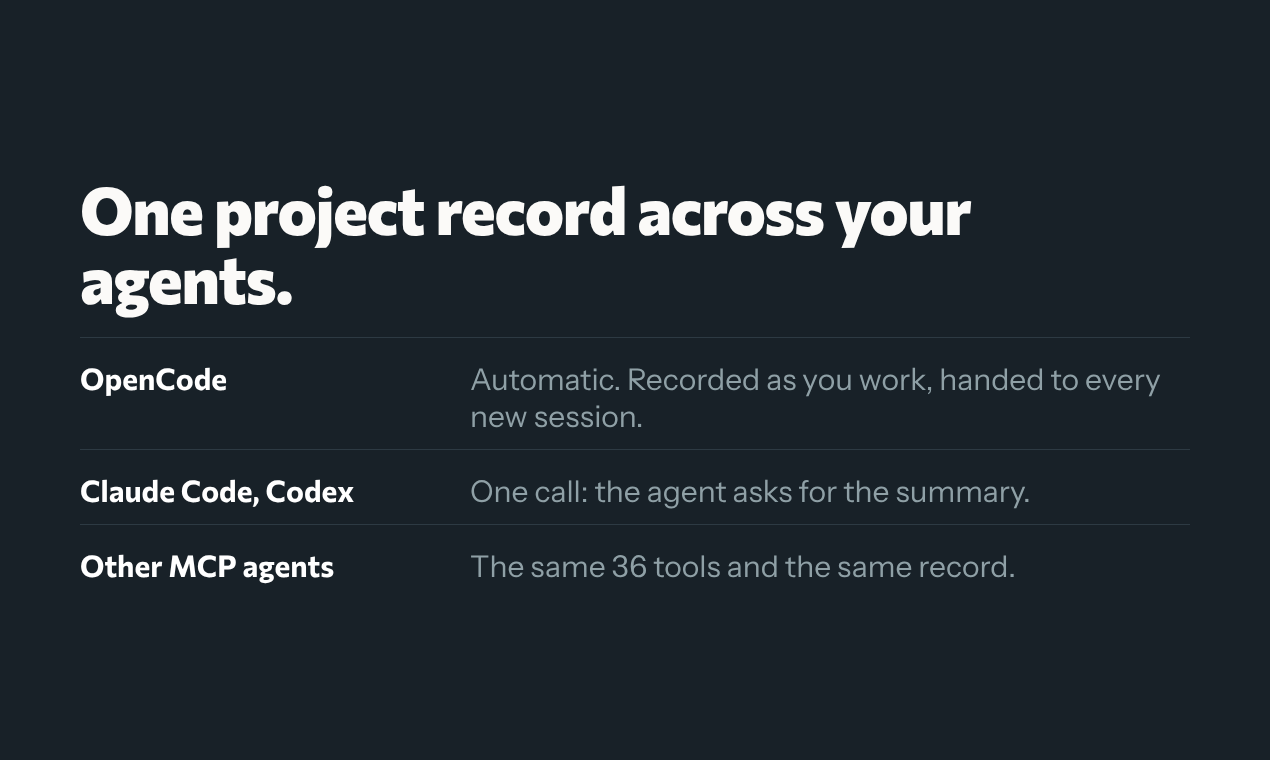 One project record across your
agents.
OpenCode
Automatic. Recorded as you work, handed to every
new session.
Claude Code, Codex
One call: the agent asks for the summary.
Other MCP agents
The same 36 tools and the same record.